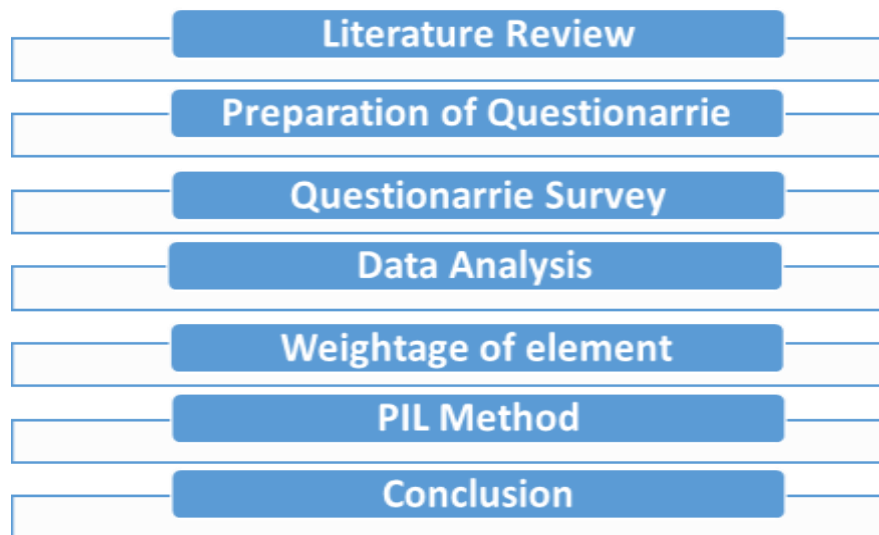 Literature Review
Preparation of Questionarrie
Questionarrie Survey
Data Analysis
Weightage of element
PIL Method
Conclusion